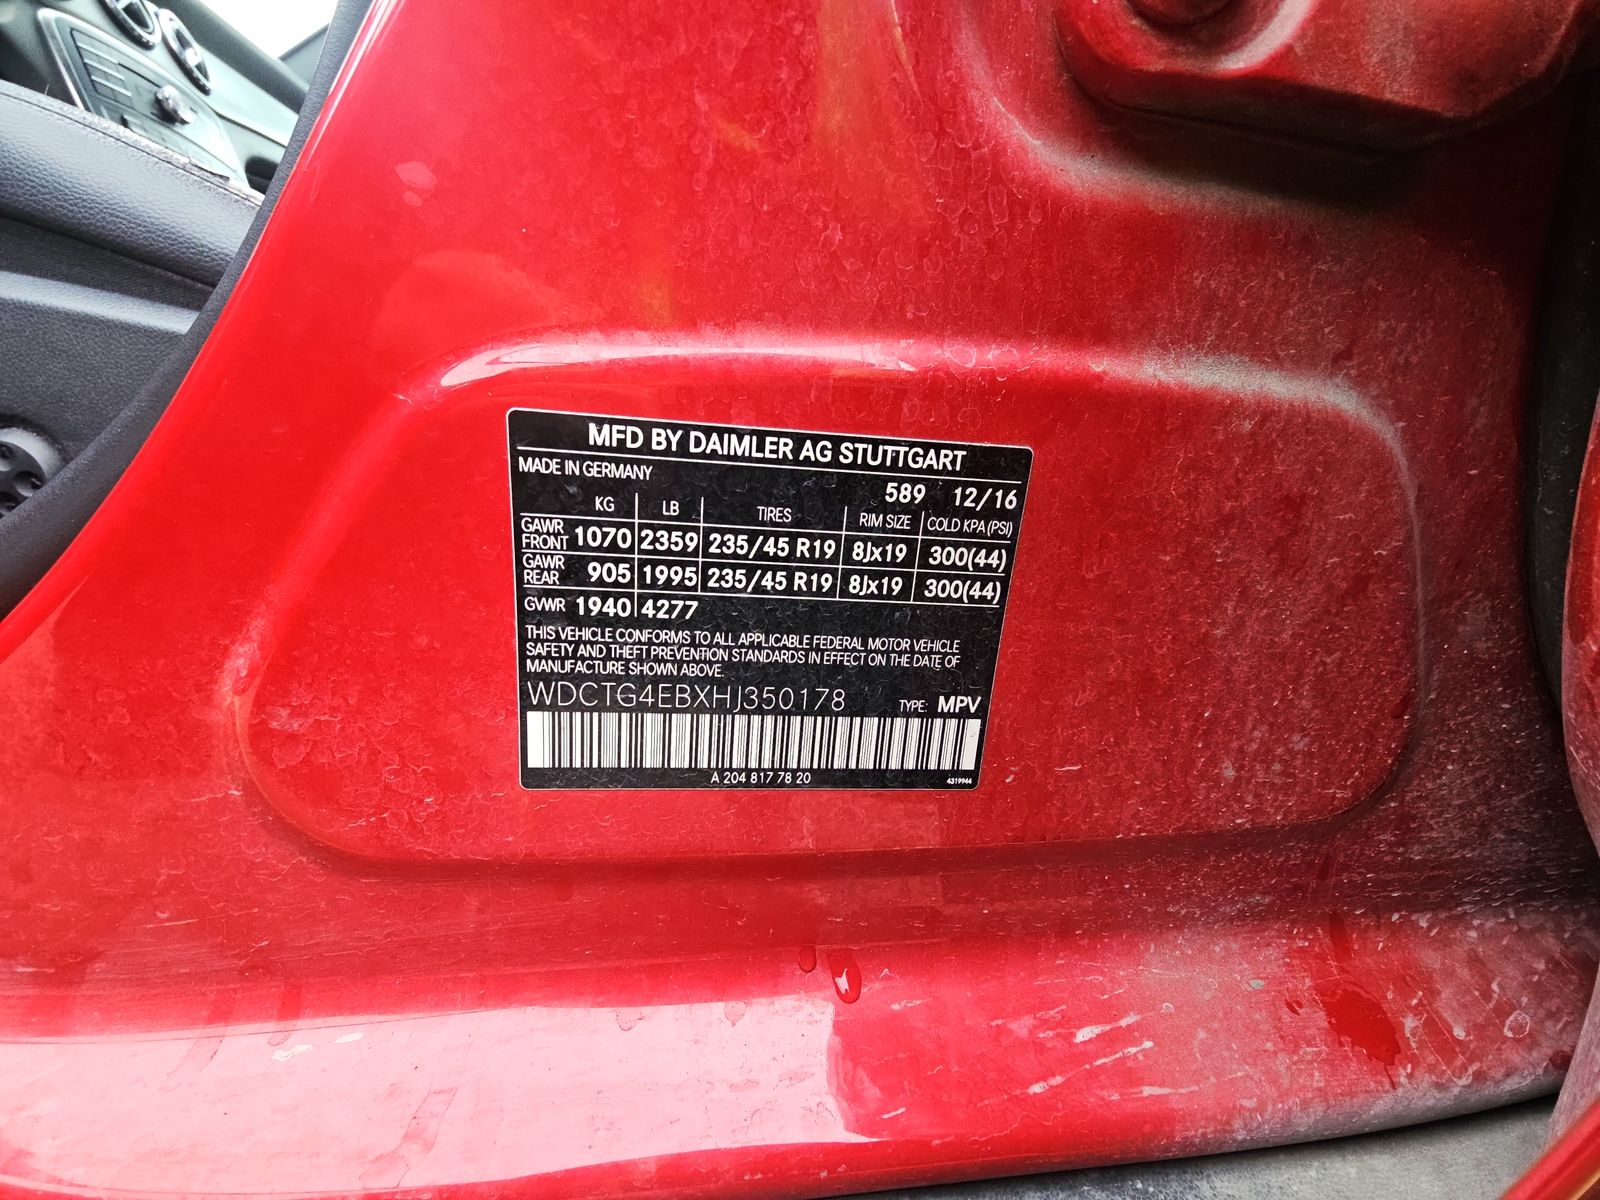 MFD BY DAIMLER AG STUTTGART
MADE IN GERMANY
589 12/16
KG LB TIRES RIM SIZE COLD KPA (PSI)
GAWR FRONT 1070 2359 235/45 R19 8Jx19 300(44)
GAWR REAR 905 1995 235/45 R19 8Jx19 300(44)
GVWR 1940 4277
THIS VEHICLE CONFORMS TO ALL APPLICABLE FEDERAL MOTOR VEHICLE
SAFETY AND THEFT PREVENTION STANDARDS IN EFFECT ON THE DATE OF
MANUFACTURE SHOWN ABOVE.
WDCTG4EBXHJ350178 TYPE: MPV
A 204 817 78 20 4319944